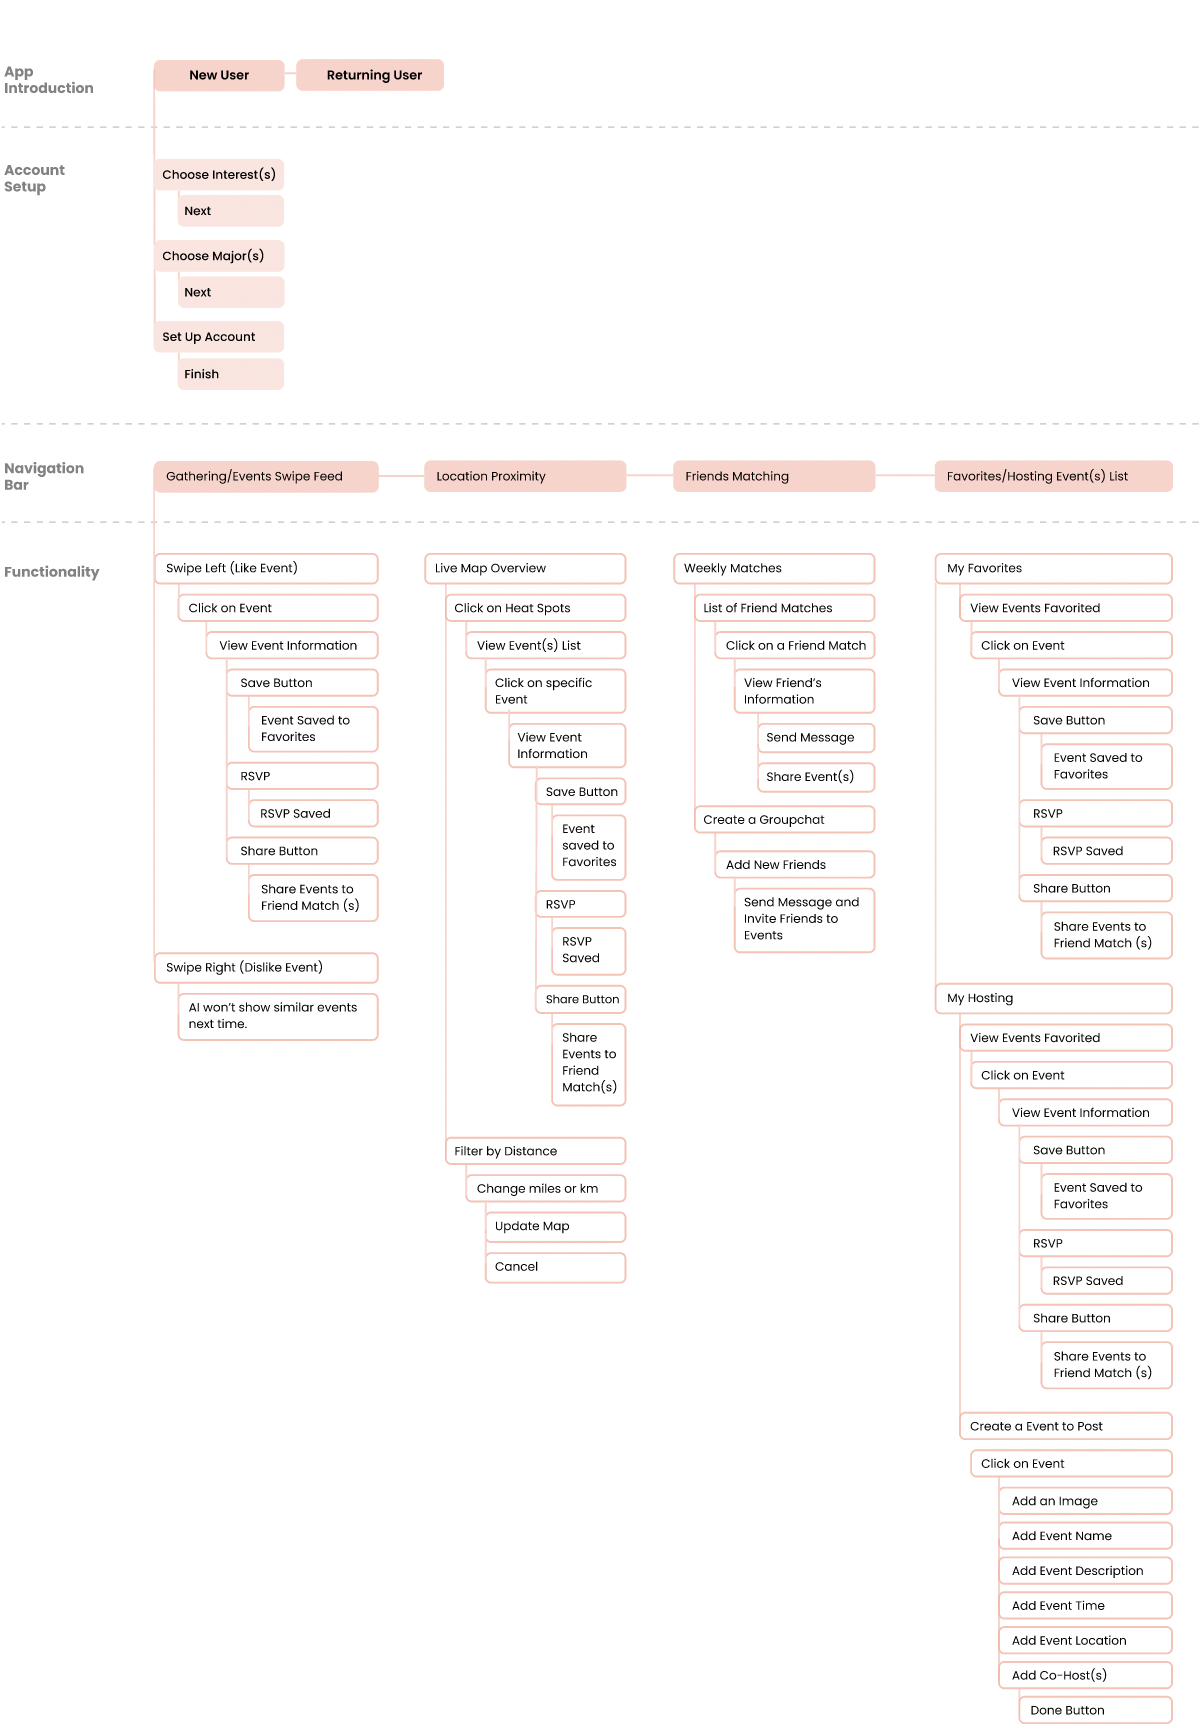 App
Introduction
New User
Returning User
Account
Setup
Choose Interest(s)
Next
Choose Major(s)
Next
Set Up Account
Finish
Navigation
Bar
Gathering/Events Swipe Feed
Location Proximity
Friends Matching
Favorites/Hosting Event(s) List
Functionality
Swipe Left (Like Event)
Click on Event
View Event Information
Save Button
Event Saved to
Favorites
RSVP
RSVP Saved
Share Button
Share Events to
Friend Match (s)
Swipe Right (Dislike Event)
AI won’t show similar events
next time.
Live Map Overview
Click on Heat Spots
View Event(s) List
Click on specific
Event
View Event
Information
Save Button
Event
saved to
Favorites
RSVP
RSVP
Saved
Share Button
Share
Events to
Friend
Match(s)
Filter by Distance
Change miles or km
Update Map
Cancel
Weekly Matches
List of Friend Matches
Click on a Friend Match
View Friend’s
Information
Send Message
Share Event(s)
Create a Groupchat
Add New Friends
Send Message and
Invite Friends to
Events
My Favorites
View Events Favorited
Click on Event
View Event Information
Save Button
Event Saved to
Favorites
RSVP
RSVP Saved
Share Button
Share Events to
Friend Match (s)
My Hosting
View Events Favorited
Click on Event
View Event Information
Save Button
Event Saved to
Favorites
RSVP
RSVP Saved
Share Button
Share Events to
Friend Match (s)
Create a Event to Post
Click on Event
Add an Image
Add Event Name
Add Event Description
Add Event Time
Add Event Location
Add Co-Host(s)
Done Button